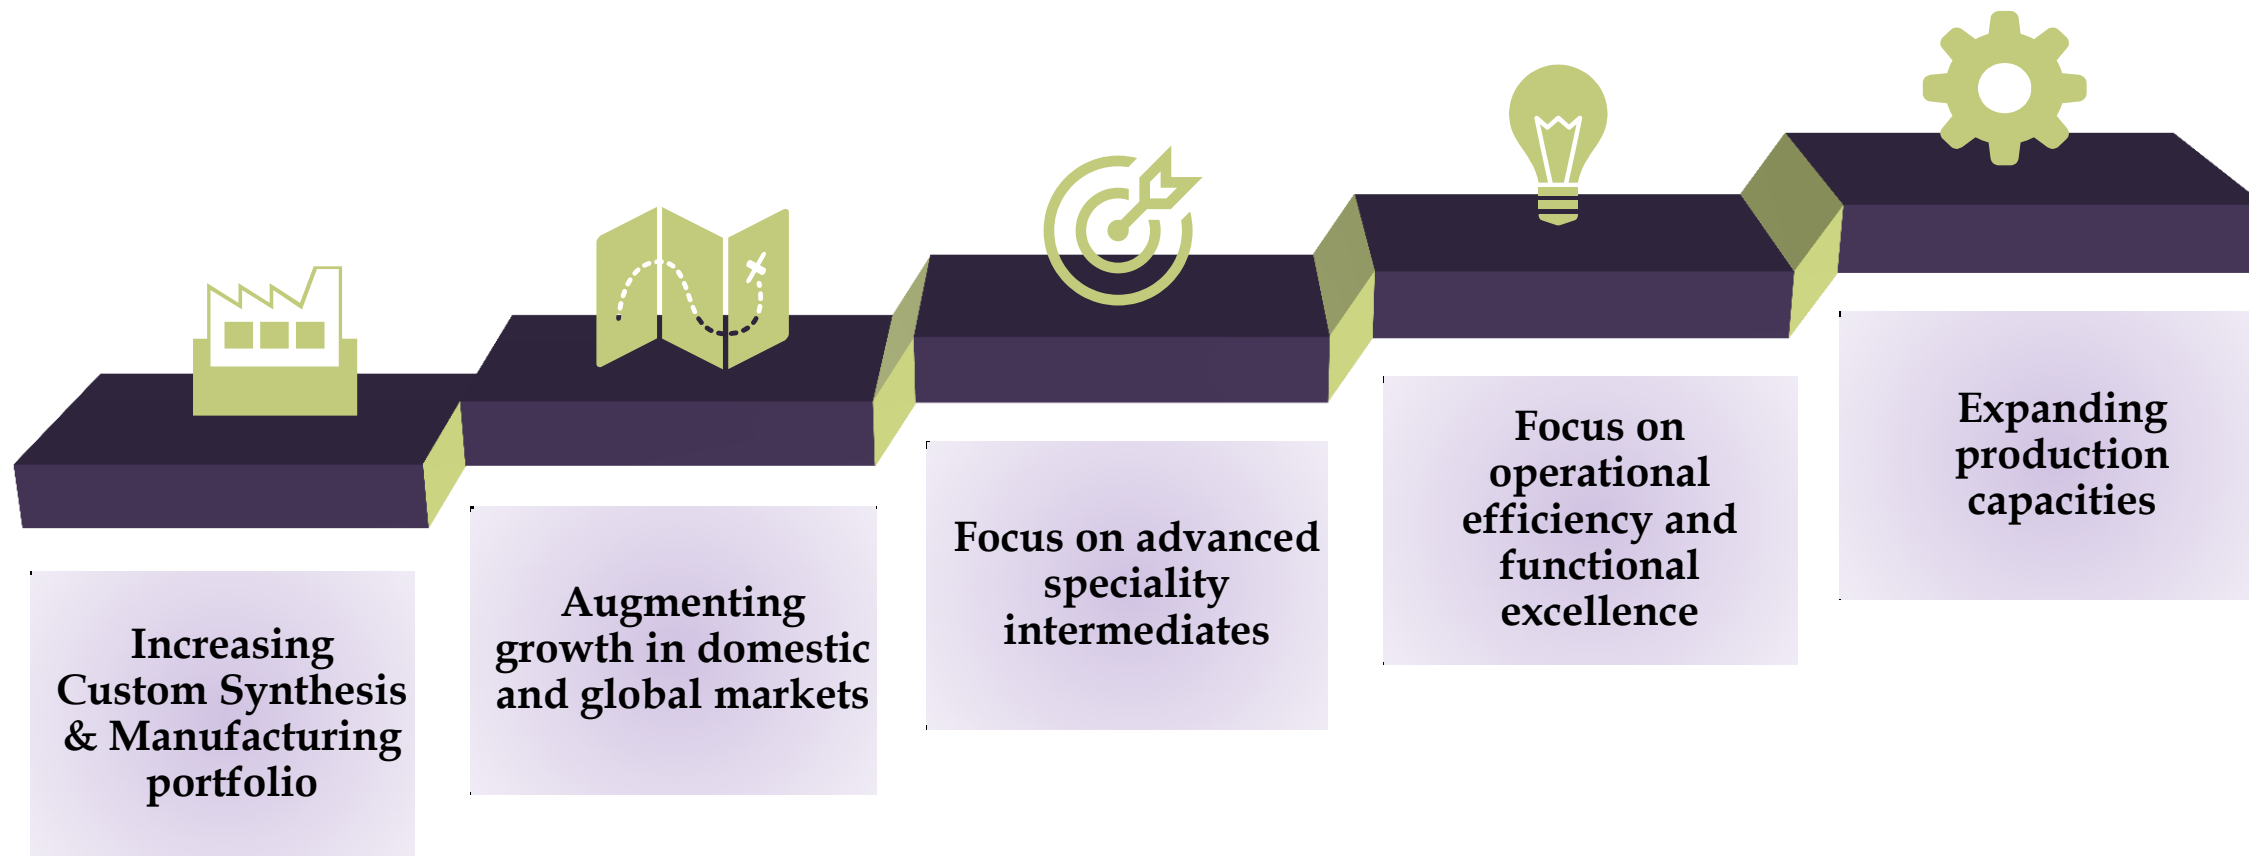 Increasing
Custom Synthesis
& Manufacturing
portfolio
Augmenting
growth in domestic
and global markets
Focus on advanced
speciality
intermediates
Focus on
operational
efficiency and
functional
excellence
Expanding
production
capacities